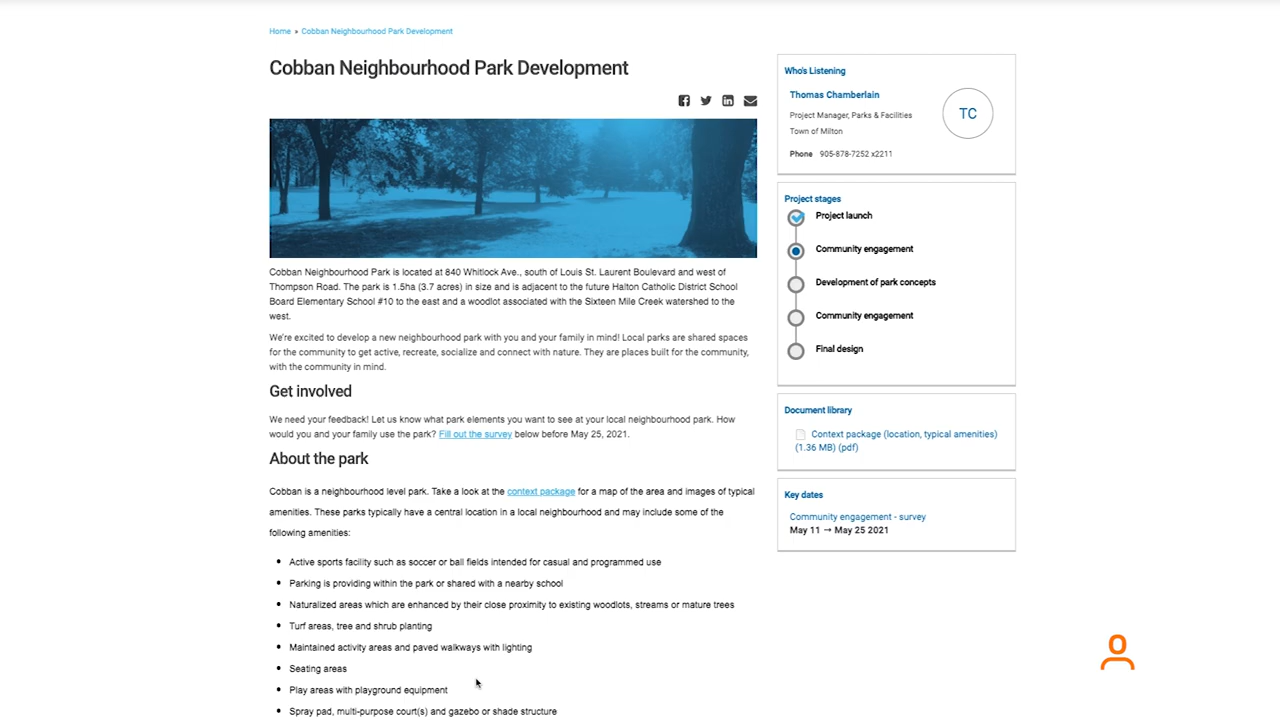 Home » Cobban Neighbourhood Park Development
Cobban Neighbourhood Park Development
Cobban Neighbourhood Park is located at 840 Whitlock Ave., south of Louis St. Laurent Boulevard and west of
Thompson Road. The park is 1.5ha (3.7 acres) in size and is adjacent to the future Halton Catholic District School
Board Elementary School #10 to the east and a woodlot associated with the Sixteen Mile Creek watershed to the
west.
We're excited to develop a new neighbourhood park with you and your family in mind! Local parks are shared spaces
for the community to get active, recreate, socialize and connect with nature. They are places built for the community,
with the community in mind.
Get involved
We need your feedback! Let us know what park elements you want to see at your local neighbourhood park. How
would you and your family use the park? Fill out the survey below before May 25, 2021.
About the park
Cobban is a neighbourhood level park. Take a look at the context package for a map of the area and images of typical
amenities. These parks typically have a central location in a local neighbourhood and may include some of the
following amenities:
• Active sports facility such as soccer or ball fields intended for casual and programmed use
• Parking is providing within the park or shared with a nearby school
• Naturalized areas which are enhanced by their close proximity to existing woodlots, streams or mature trees
• Turf areas, tree and shrub planting
• Maintained activity areas and paved walkways with lighting
• Seating areas
• Play areas with playground equipment
• Spray pad, multi-purpose court(s) and gazebo or shade structure
Who's Listening
Thomas Chamberlain
Project Manager, Parks & Facilities
Town of Milton
Phone 905-878-7252 x2211
TC
Project stages
Project launch
Community engagement
Development of park concepts
Community engagement
Final design
Document library
Context package (location, typical amenities)
(1.36 MB) (pdf)
Key dates
Community engagement - survey
May 11 → May 25 2021